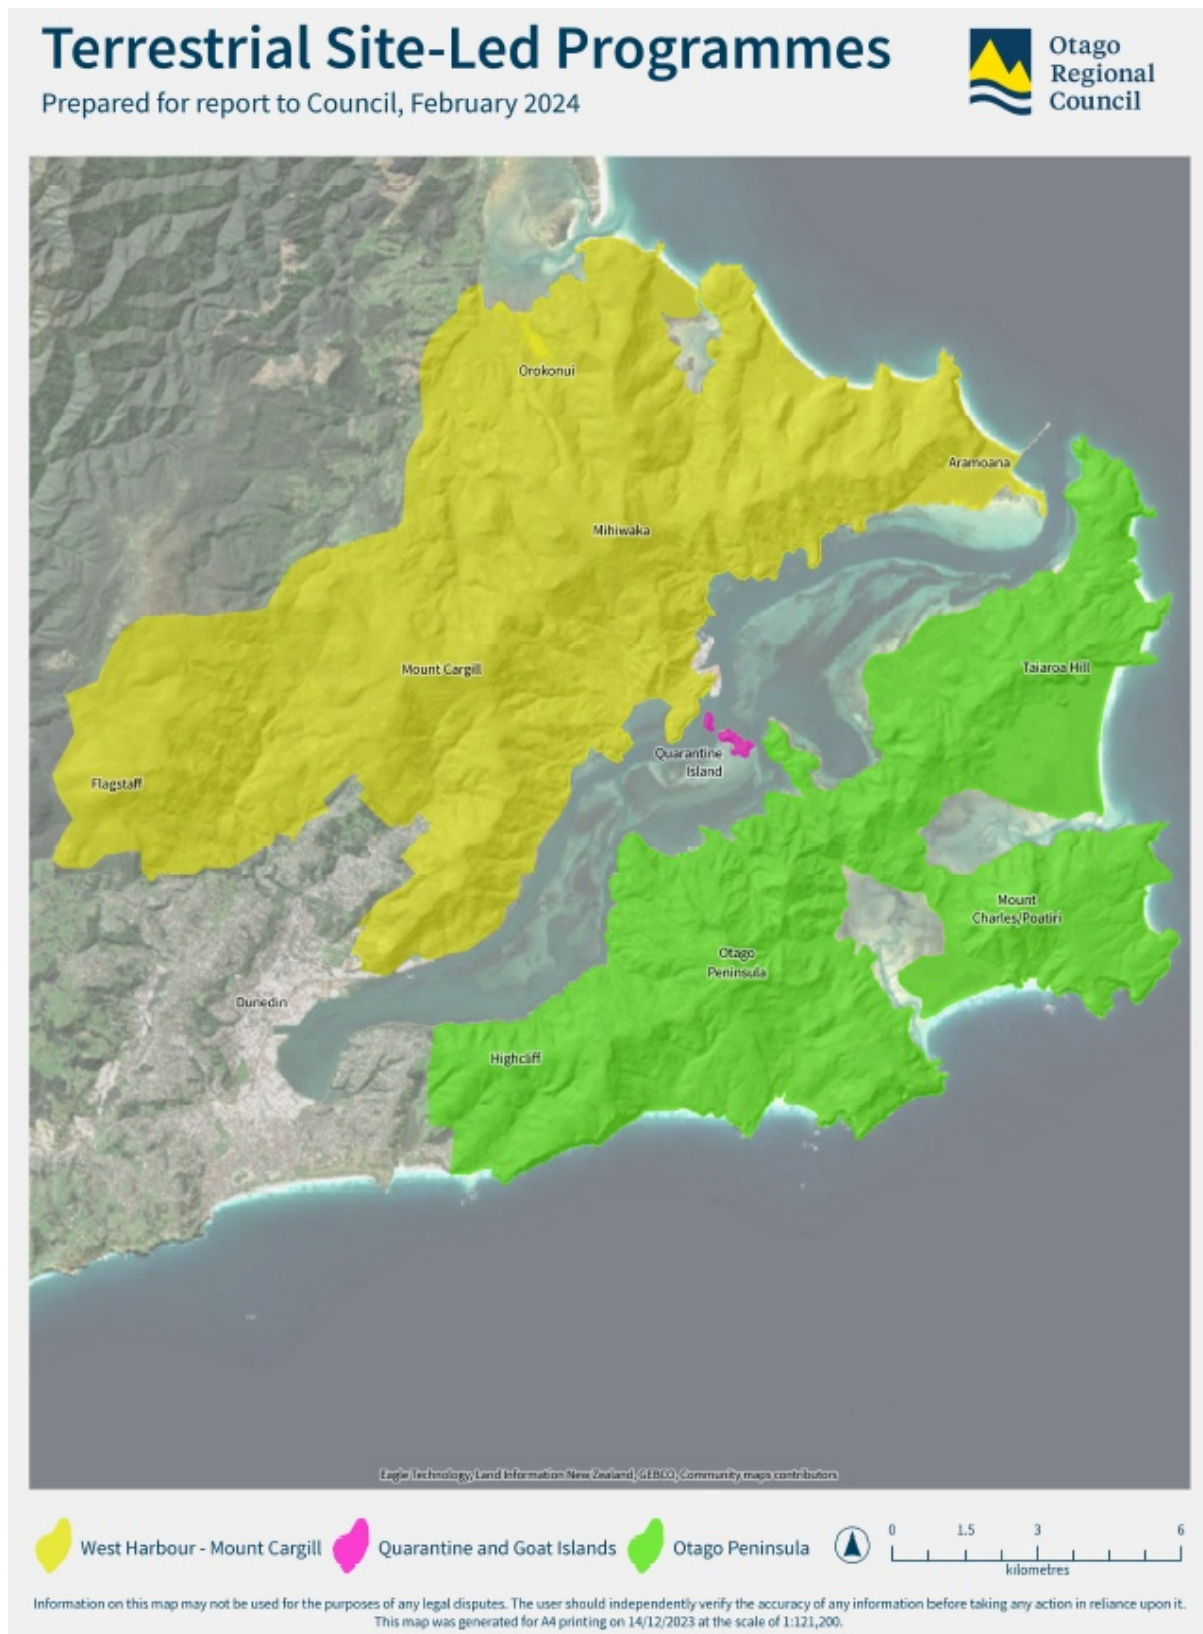 Terrestrial Site-Led Programmes
Prepared for report to Council, February 2024
Otago
Regional
Council
Orokonui
Aramoana
Mihiwaka
Mount Cargill
Taiaroa Hill
Quarantine
Island
Flagstaff
Mount
Charles/Poatiri
Otago
Peninsula
Dunedin
Highcliff
Eagle Technology, Land Information New Zealand, GEBCO, Community maps contributors
West Harbour - Mount Cargill
Quarantine and Goat Islands
Otago Peninsula
0 1.5 3 6
kilometres
Information on this map may not be used for the purposes of any legal disputes. The user should independently verify the accuracy of any information before taking any action in reliance upon it.
This map was generated for A4 printing on 14/12/2023 at the scale of 1:121,200.